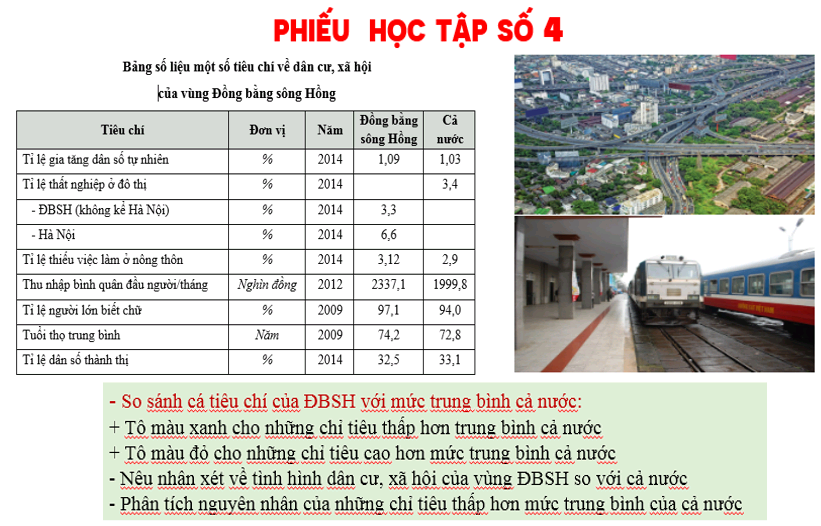 PHIẾU HỌC TẬP SỐ 4
Bảng số liệu một số tiêu chí về dân cư, xã hội
của vùng Đồng bằng sông Hồng
Tiêu chí Đơn vị Năm Đồng bằng sông Hồng Cả nước
Tỉ lệ gia tăng dân số tự nhiên % 2014 1,09 1,03
Tỉ lệ thất nghiệp ở đô thị % 2014 3,4
- ĐBSH (không kể Hà Nội) % 2014 3,3
- Hà Nội % 2014 6,6
Tỉ lệ thiếu việc làm ở nông thôn % 2014 3,12 2,9
Thu nhập bình quân đầu người/tháng Nghìn đồng 2012 2337,1 1999,8
Tỉ lệ người lớn biết chữ % 2009 97,1 94,0
Tuổi thọ trung bình Năm 2009 74,2 72,8
Tỉ lệ dân số thành thị % 2014 32,5 33,1
- So sánh cá tiêu chí của ĐBSH với mức trung bình cả nước:
+ Tô màu xanh cho những chỉ tiêu thấp hơn trung bình cả nước
+ Tô màu đỏ cho những chỉ tiêu cao hơn mức trung bình cả nước
- Nêu nhận xét về tình hình dân cư, xã hội của vùng ĐBSH so với cả nước
- Phân tích nguyên nhân của những chỉ tiêu thấp hơn mức trung bình của cả nước